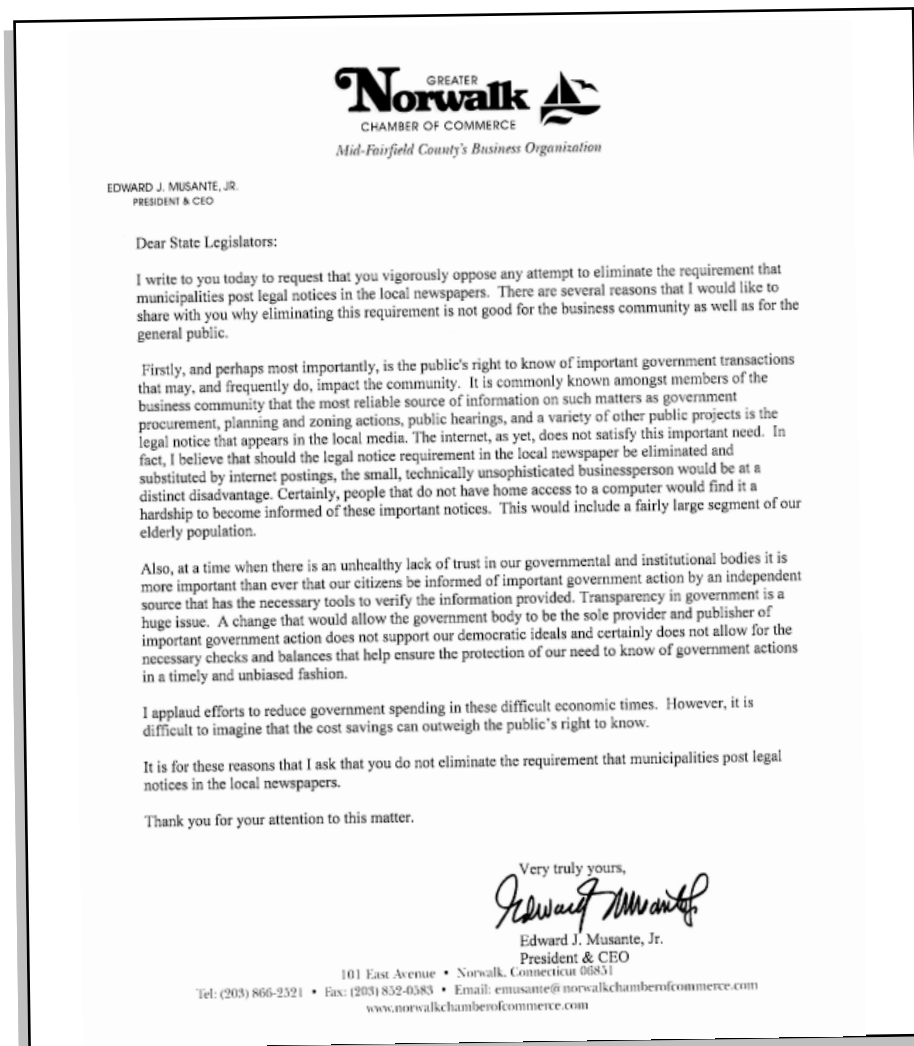 GREATER
Norwalk
CHAMBER OF COMMERCE
Mid-Fairfield County's Business Organization
EDWARD J. MUSANTE, JR.
PRESIDENT & CEO
Dear State Legislators:
I write to you today to request that you vigorously oppose any attempt to eliminate the requirement that
municipalities post legal notices in the local newspapers. There are several reasons that I would like to
share with you why eliminating this requirement is not good for the business community as well as for the
general public.
Firstly, and perhaps most importantly, is the public's right to know of important government transactions
that may, and frequently do, impact the community. It is commonly known amongst members of the
business community that the most reliable source of information on such matters as government
procurement, planning and zoning actions, public hearings, and a variety of other public projects is the
legal notice that appears in the local media. The internet, as yet, does not satisfy this important need. In
fact, I believe that should the legal notice requirement in the local newspaper be eliminated and
substituted by internet postings, the small, technically unsophisticated businessperson would be at a
distinct disadvantage. Certainly, people that do not have home access to a computer would find it a
hardship to become informed of these important notices. This would include a fairly large segment of our
elderly population.
Also, at a time when there is an unhealthy lack of trust in our governmental and institutional bodies it is
more important than ever that our citizens be informed of important government action by an independent
source that has the necessary tools to verify the information provided. Transparency in government is a
huge issue. A change that would allow the government body to be the sole provider and publisher of
important government action does not support our democratic ideals and certainly does not allow for the
necessary checks and balances that help ensure the protection of our need to know of government actions
in a timely and unbiased fashion.
I applaud efforts to reduce government spending in these difficult economic times. However, it is
difficult to imagine that the cost savings can outweigh the public's right to know.
It is for these reasons that I ask that you do not eliminate the requirement that municipalities post legal
notices in the local newspapers.
Thank you for your attention to this matter.
Very truly yours,
Edward J. Musante, Jr.
Edward J. Musante, Jr.
President & CEO
101 East Avenue • Norwalk, Connecticut 06851
Tel: (203) 866-2521 • Fax: (203) 852-0583 • Email: emusante@norwalkchamberofcommerce.com
www.norwalkchamberofcommerce.com